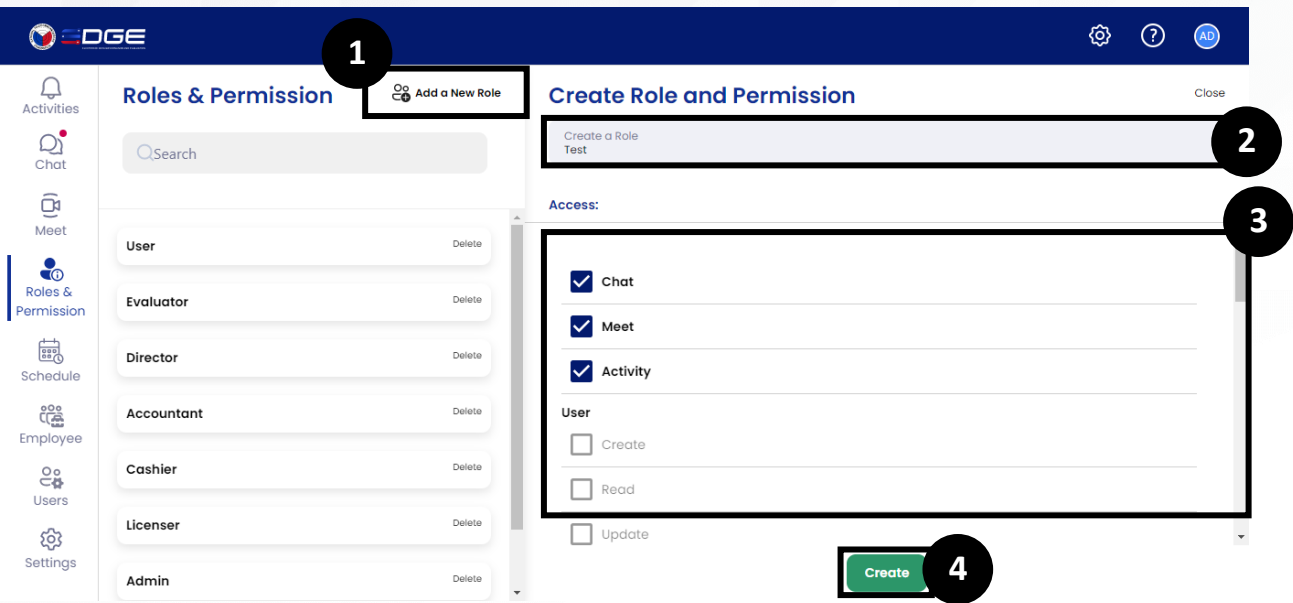 EDGE
AD
1
Activities
Chat
Meet
Roles &
Permission
Schedule
Employee
Users
Settings
Roles & Permission
Add a New Role
Search
User Delete
Evaluator Delete
Director Delete
Accountant Delete
Cashier Delete
Licenser Delete
Admin Delete
Create Role and Permission
Close
Create a Role
Test
2
Access:
3
Chat
Meet
Activity
User
Create
Read
Update
Create
4